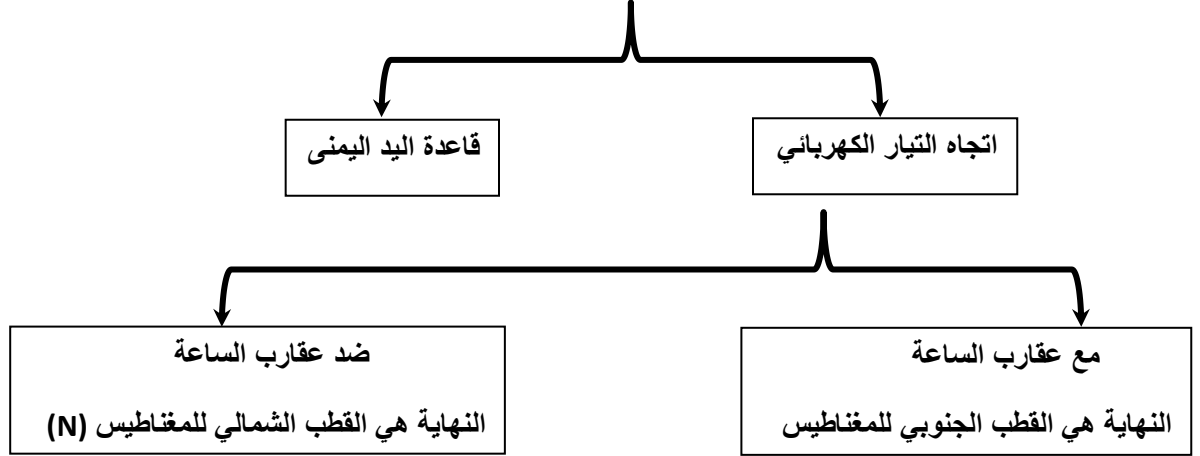 اتجاه التيار الكهربائي
قاعدة اليد اليمنى
مع عقارب الساعة
النهاية هي القطب الجنوبي للمغناطيس
ضد عقارب الساعة
النهاية هي القطب الشمالي للمغناطيس (N)